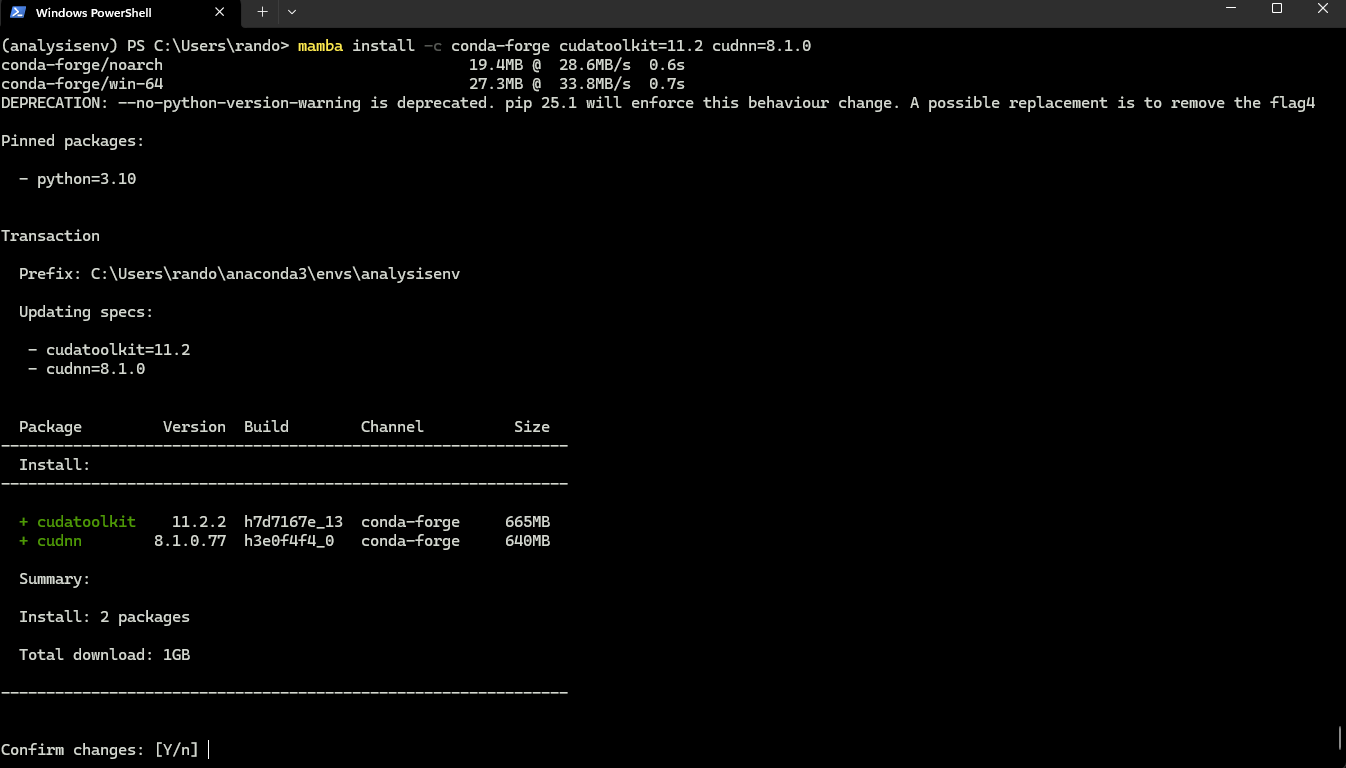 Windows PowerShell
(analysisenv) PS C:\Users\rando> mamba install -c conda-forge cudatoolkit=11.2 cudnn=8.1.0
conda-forge/noarch 19.4MB @ 28.6MB/s 0.6s
conda-forge/win-64 27.3MB @ 33.8MB/s 0.7s
DEPRECATION: --no-python-version-warning is deprecated. pip 25.1 will enforce this behaviour change. A possible replacement is to remove the flag4
Pinned packages:
- python=3.10
Transaction
Prefix: C:\Users\rando\anaconda3\envs\analysisenv
Updating specs:
- cudatoolkit=11.2
- cudnn=8.1.0
Package Version Build Channel Size
Install:
+ cudatoolkit 11.2.2 h7d7167e_13 conda-forge 665MB
+ cudnn 8.1.0.77 h3e0f4f4_0 conda-forge 640MB
Summary:
Install: 2 packages
Total download: 1GB
Confirm changes: [Y/n]